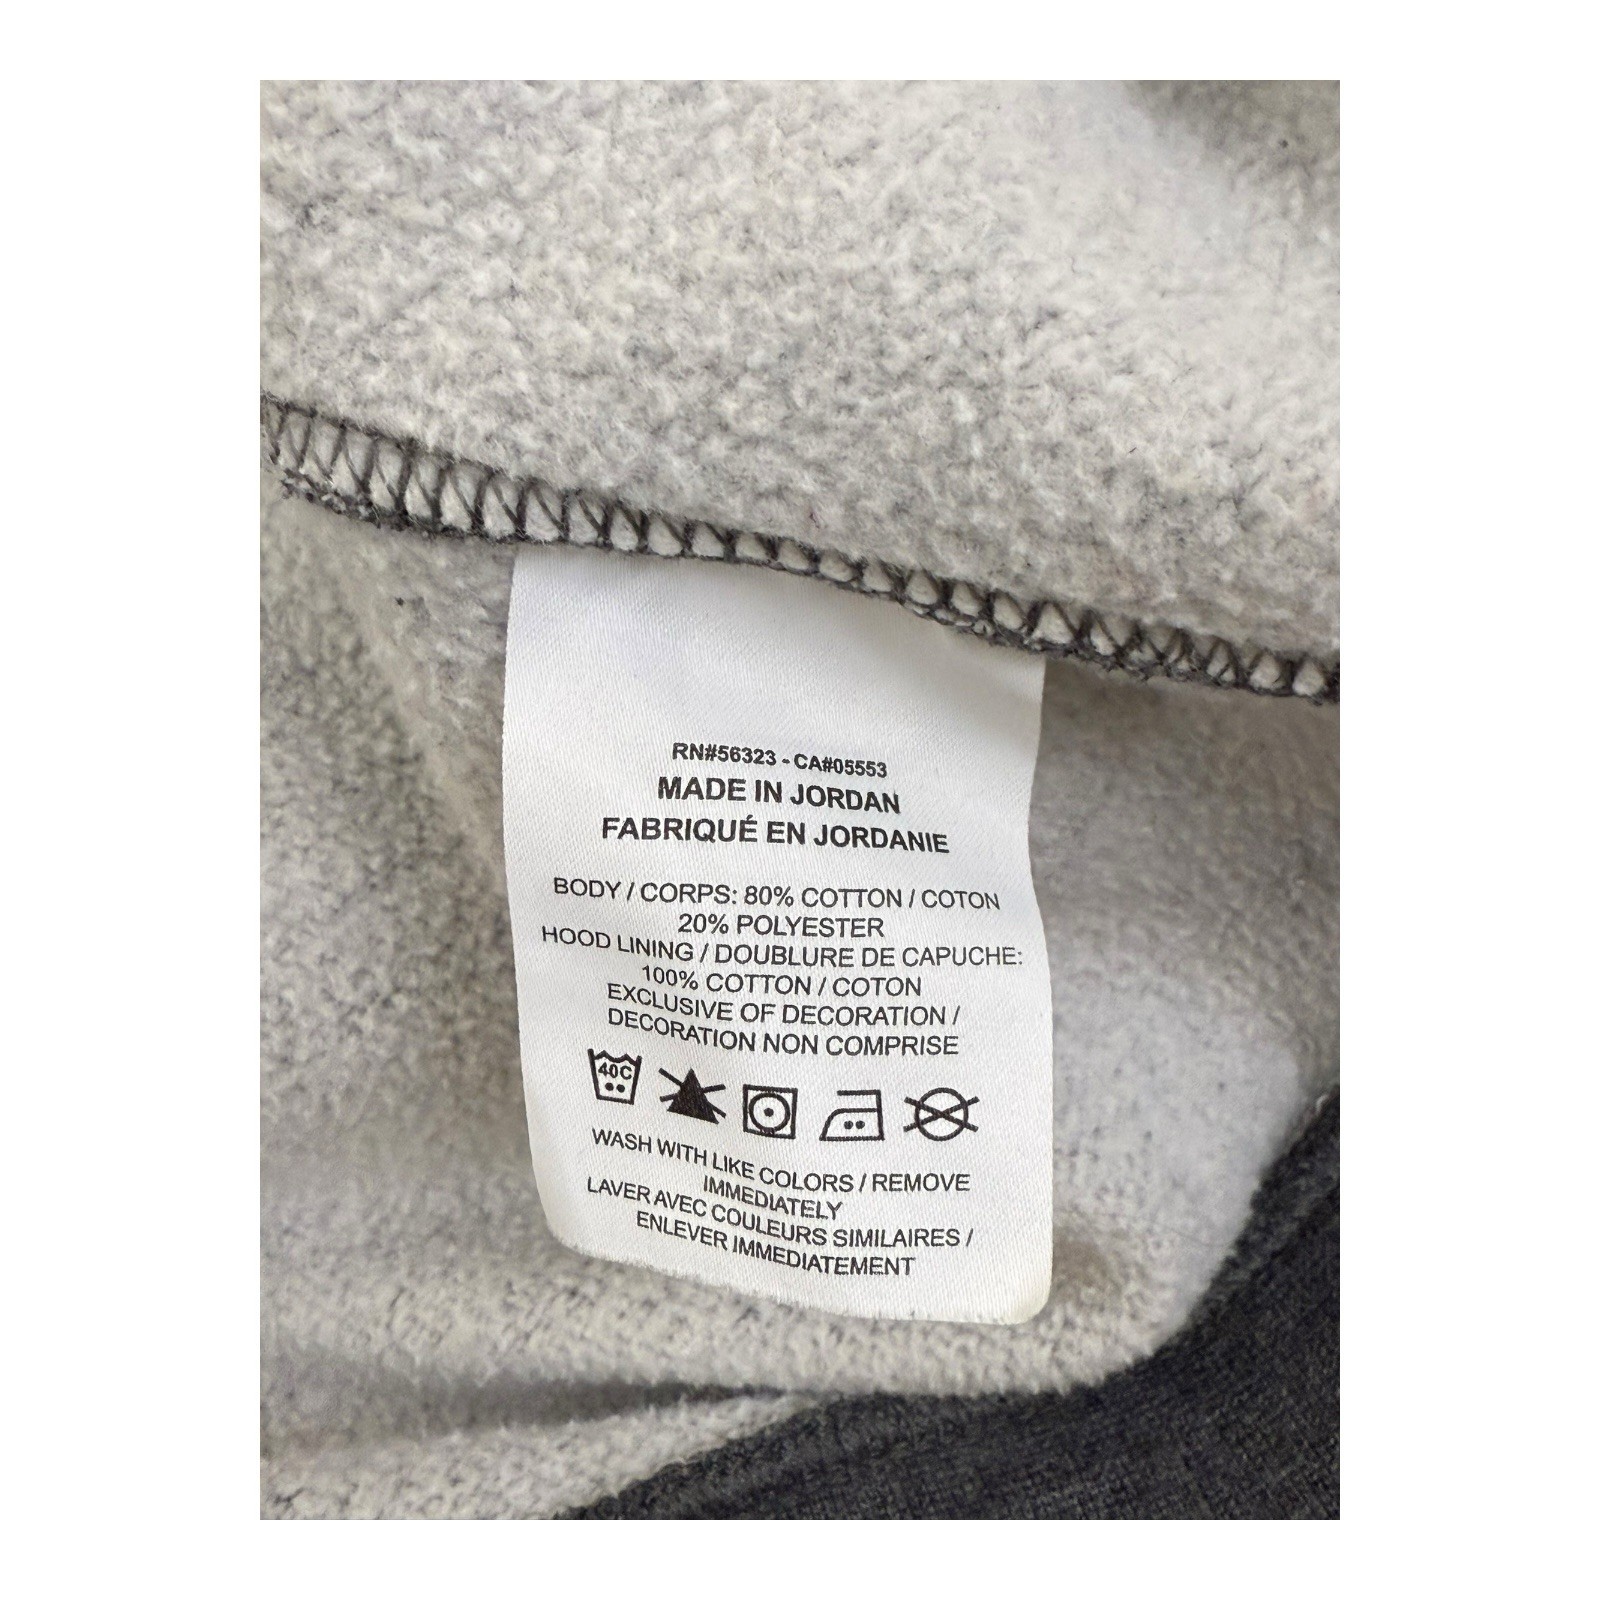 RN#56323 - CA#05553
MADE IN JORDAN
FABRIQUÉ EN JORDANIE
BODY / CORPS: 80% COTTON / COTON
20% POLYESTER
HOOD LINING / DOUBLURE DE CAPUCHE:
100% COTTON / COTON
EXCLUSIVE OF DECORATION /
DECORATION NON COMPRISE
40C
WASH WITH LIKE COLORS / REMOVE
IMMEDIATELY
LAVER AVEC COULEURS SIMILAIRES /
ENLEVER IMMEDIATEMENT